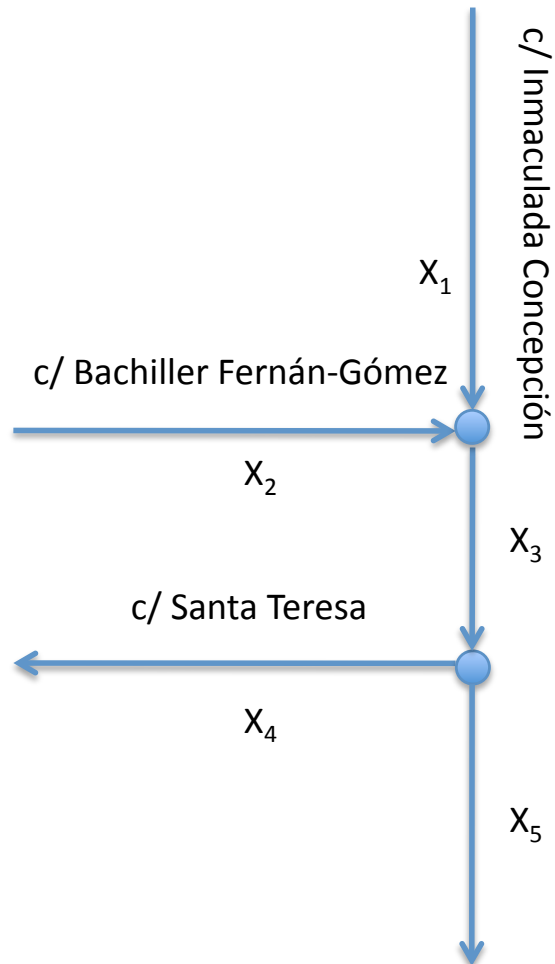 c/ Inmaculada Concepción
X₁
c/ Bachiller Fernán-Gómez
X₂
X₃
c/ Santa Teresa
X₄
X₅